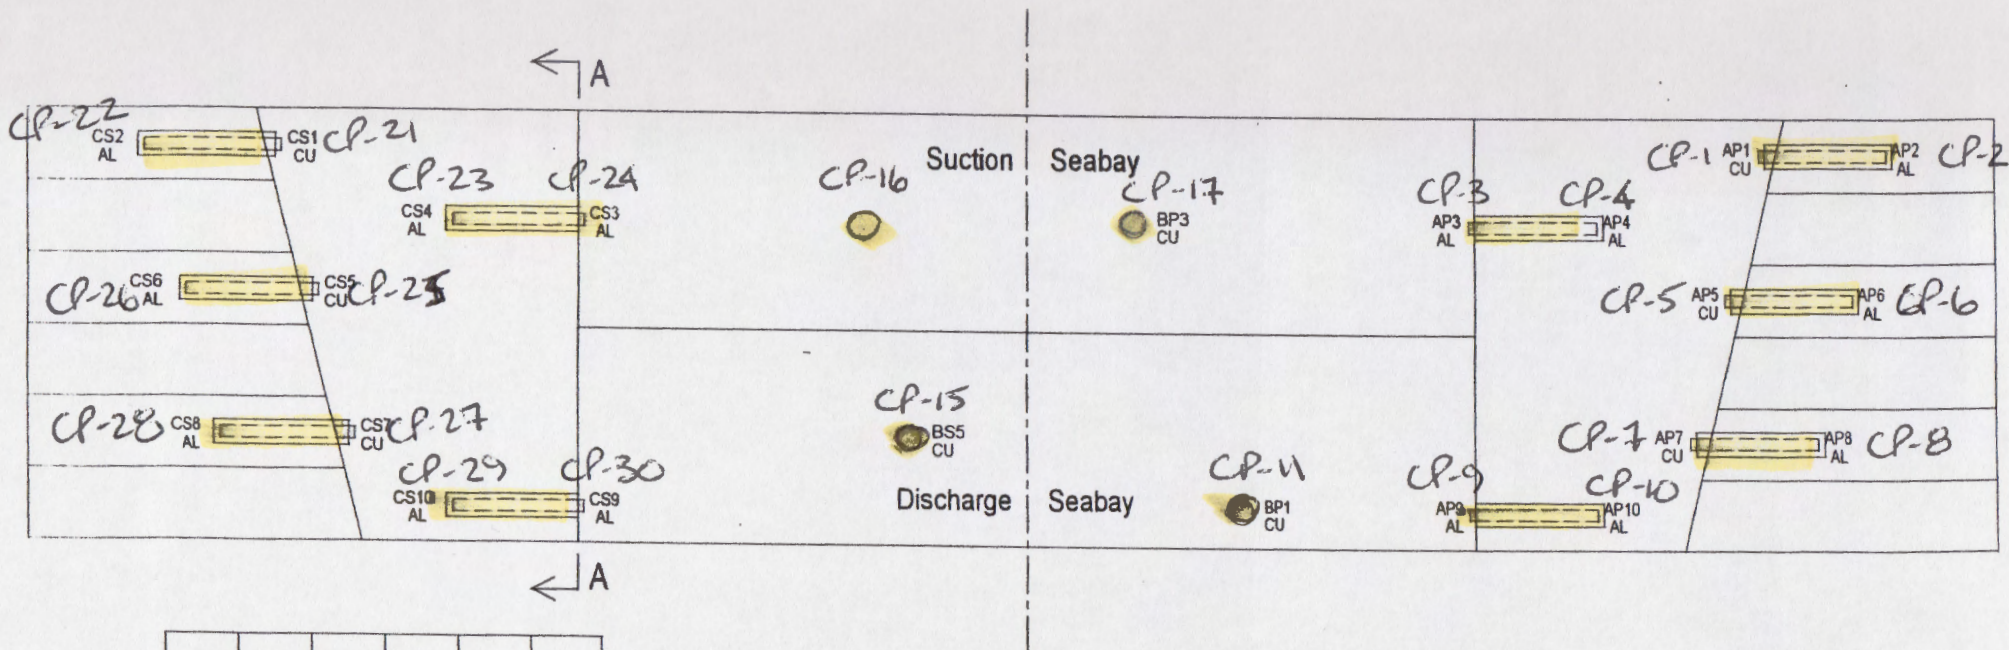 A
CP-22
CS2
AL
CS1
CU
CP-21
CP-23
CP-24
CS4
AL
CS3
AL
CP-16
Suction
Seabay
CP-17
BP3
CU
CP-3
CP-4
AP3
AL
AP4
AL
CP-1
AP1
CU
AP2
AL
CP-2
CP-26
CS6
AL
CS5
CU
CP-25
CP-5
AP5
CU
AP6
AL
CP-6
CP-28
CS8
AL
CS7
CU
CP-27
CP-15
BS5
CU
CP-7
AP7
CU
AP8
AL
CP-8
CP-29
CP-30
CS10
AL
CS9
AL
Discharge
Seabay
CP-11
BP1
CU
CP-9
CP-10
AP9
AL
AP10
AL
A